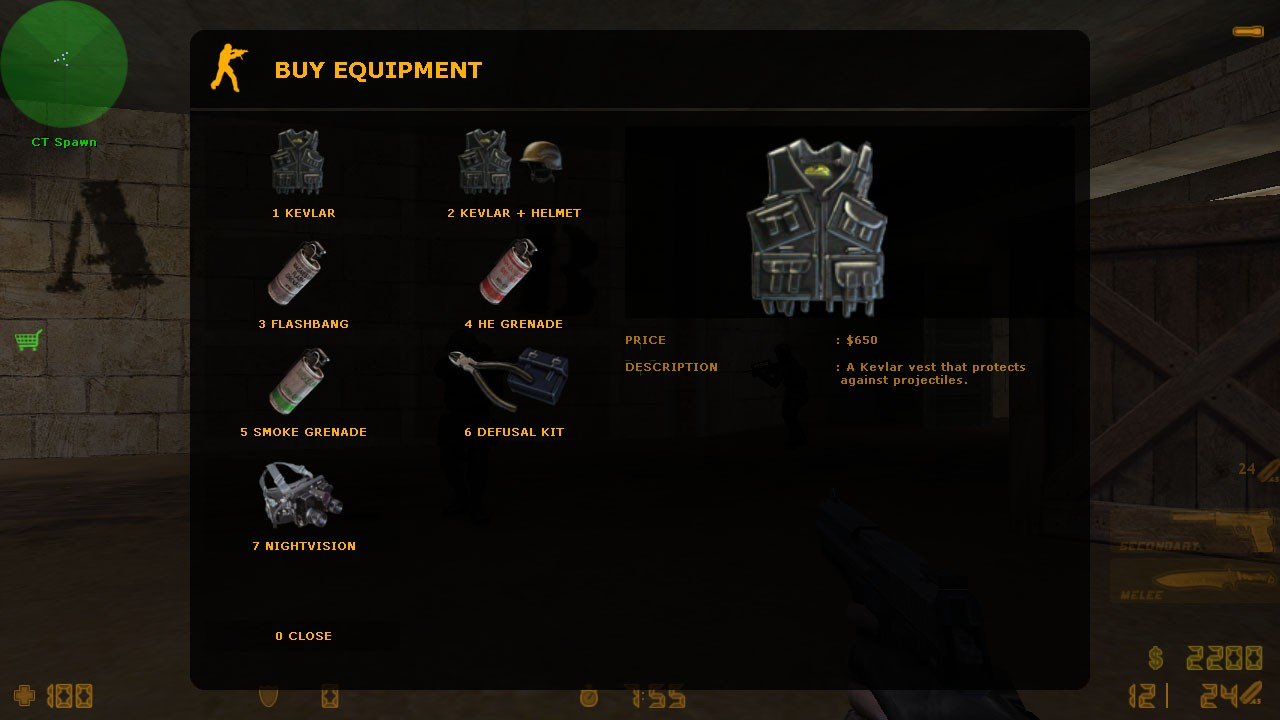 BUY EQUIPMENT
CT Spawn
A
1 KEVLAR
2 KEVLAR + HELMET
3 FLASHBANG
4 HE GRENADE
5 SMOKE GRENADE
6 DEFUSAL KIT
7 NIGHTVISION
0 CLOSE
PRICE : $650
DESCRIPTION : A Kevlar vest that protects
against projectiles.
24
SECONDARY
MELEE
$ 2200
100
0
1:55
12 | 24